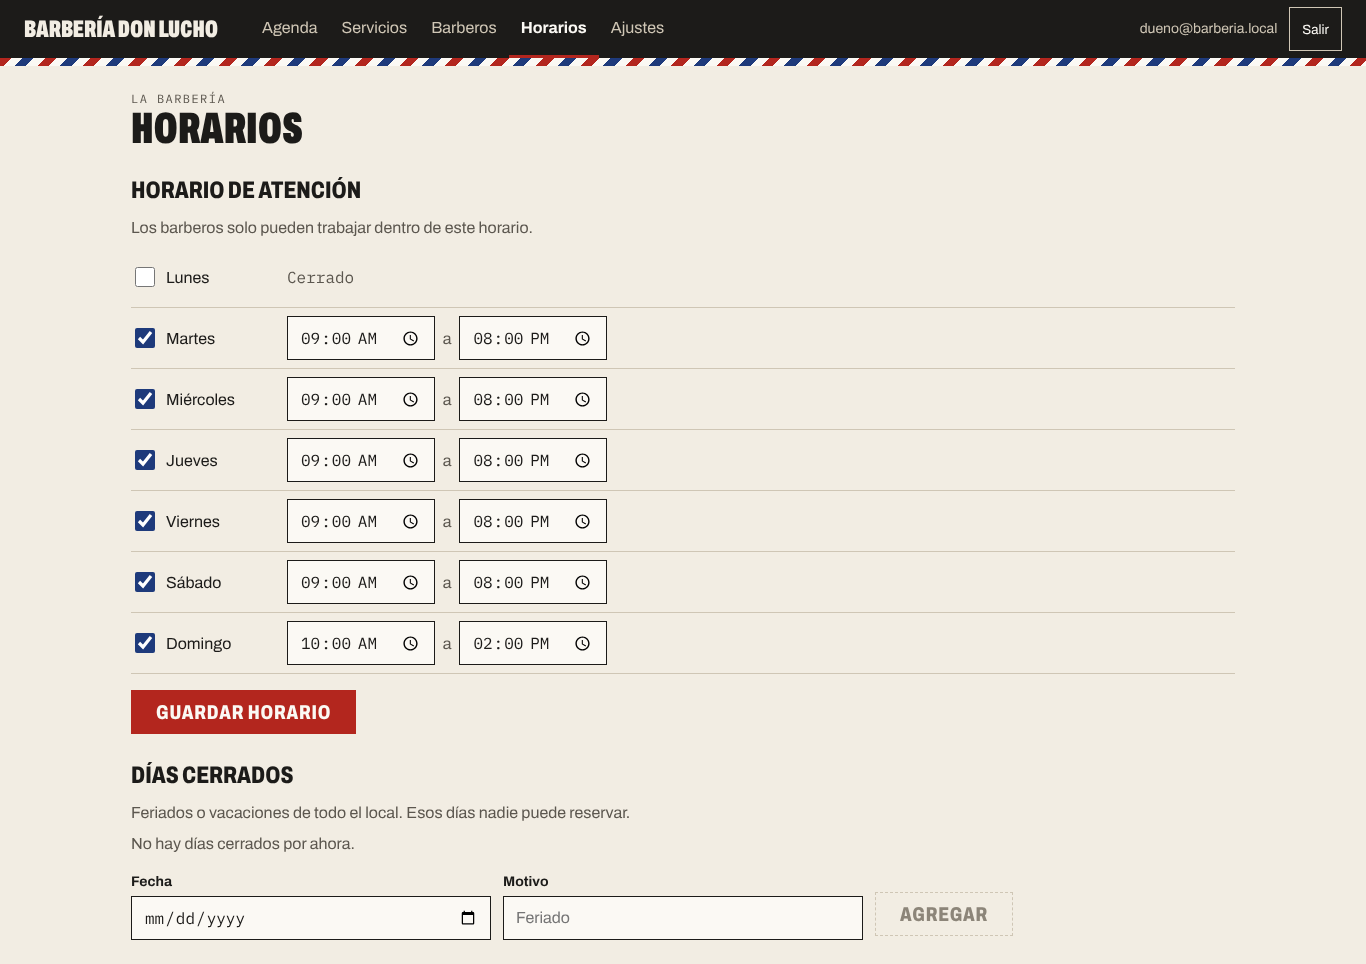 BARBERÍA DON LUCHO Agenda Servicios Barberos Horarios Ajustes dueno@barberia.local Salir
LA BARBERÍA
HORARIOS
HORARIO DE ATENCIÓN
Los barberos solo pueden trabajar dentro de este horario.
Lunes Cerrado
Martes 09:00 AM a 08:00 PM
Miércoles 09:00 AM a 08:00 PM
Jueves 09:00 AM a 08:00 PM
Viernes 09:00 AM a 08:00 PM
Sábado 09:00 AM a 08:00 PM
Domingo 10:00 AM a 02:00 PM
GUARDAR HORARIO
DÍAS CERRADOS
Feriados o vacaciones de todo el local. Esos días nadie puede reservar.
No hay días cerrados por ahora.
Fecha Motivo
mm/dd/yyyy Feriado AGREGAR